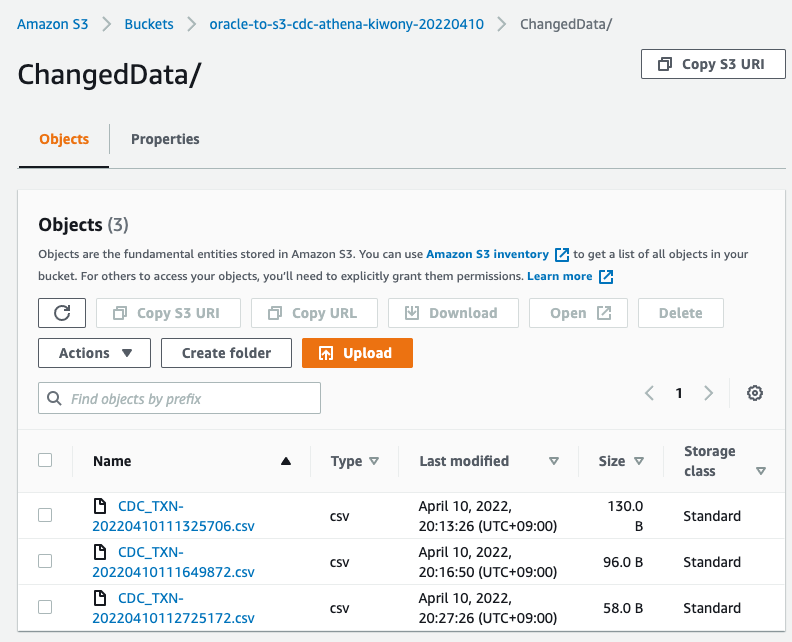 Amazon S3 > Buckets > oracle-to-s3-cdc-athena-kiwony-20220410 > ChangedData/
ChangedData/
Copy S3 URI
Objects Properties
Objects (3)
Objects are the fundamental entities stored in Amazon S3. You can use Amazon S3 inventory to get a list of all objects in your
bucket. For others to access your objects, you'll need to explicitly grant them permissions. Learn more
Copy S3 URI Copy URL Download Open Delete
Actions Create folder Upload
Find objects by prefix 1
Name Type Last modified Size Storage
class
CDC_TXN- April 10, 2022, 130.0
20220410111325706.csv csv 20:13:26 (UTC+09:00) B Standard
CDC_TXN- April 10, 2022,
20220410111649872.csv csv 20:16:50 (UTC+09:00) 96.0 B Standard
CDC_TXN- April 10, 2022,
20220410112725172.csv csv 20:27:26 (UTC+09:00) 58.0 B Standard